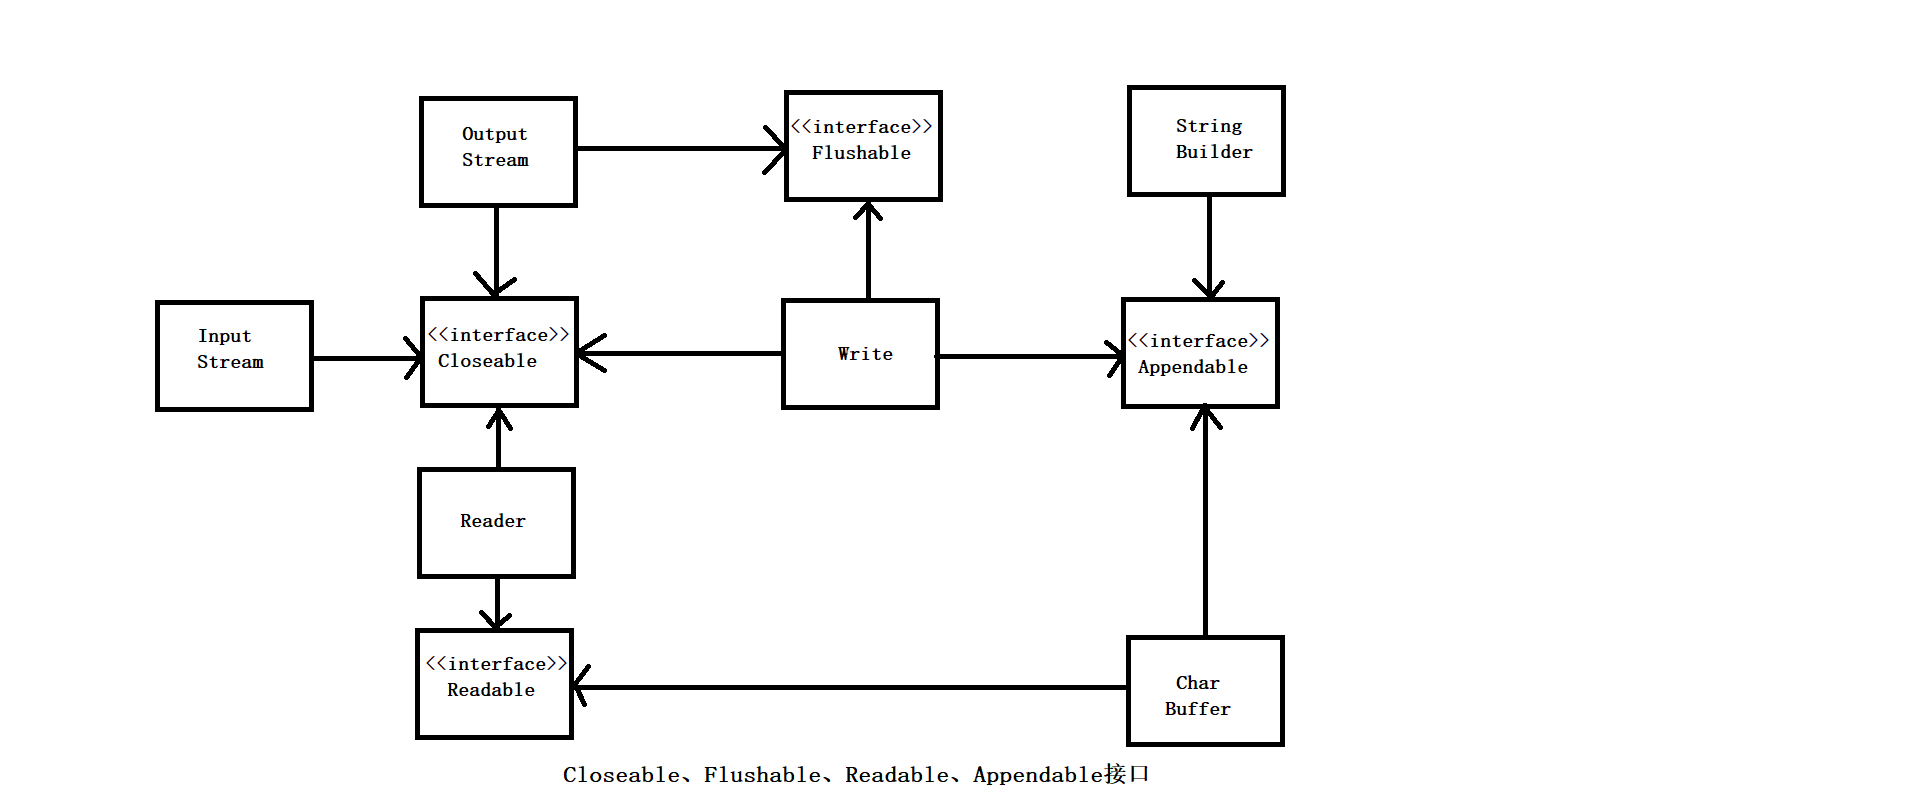 Output
Stream
<<interface>>
Flushable
String
Builder
Input
Stream
<<interface>>
Closeable
Write
<<interface>>
Appendable
Reader
<<interface>>
Readable
Char
Buffer
Closeable、Flushable、Readable、Appendable接口